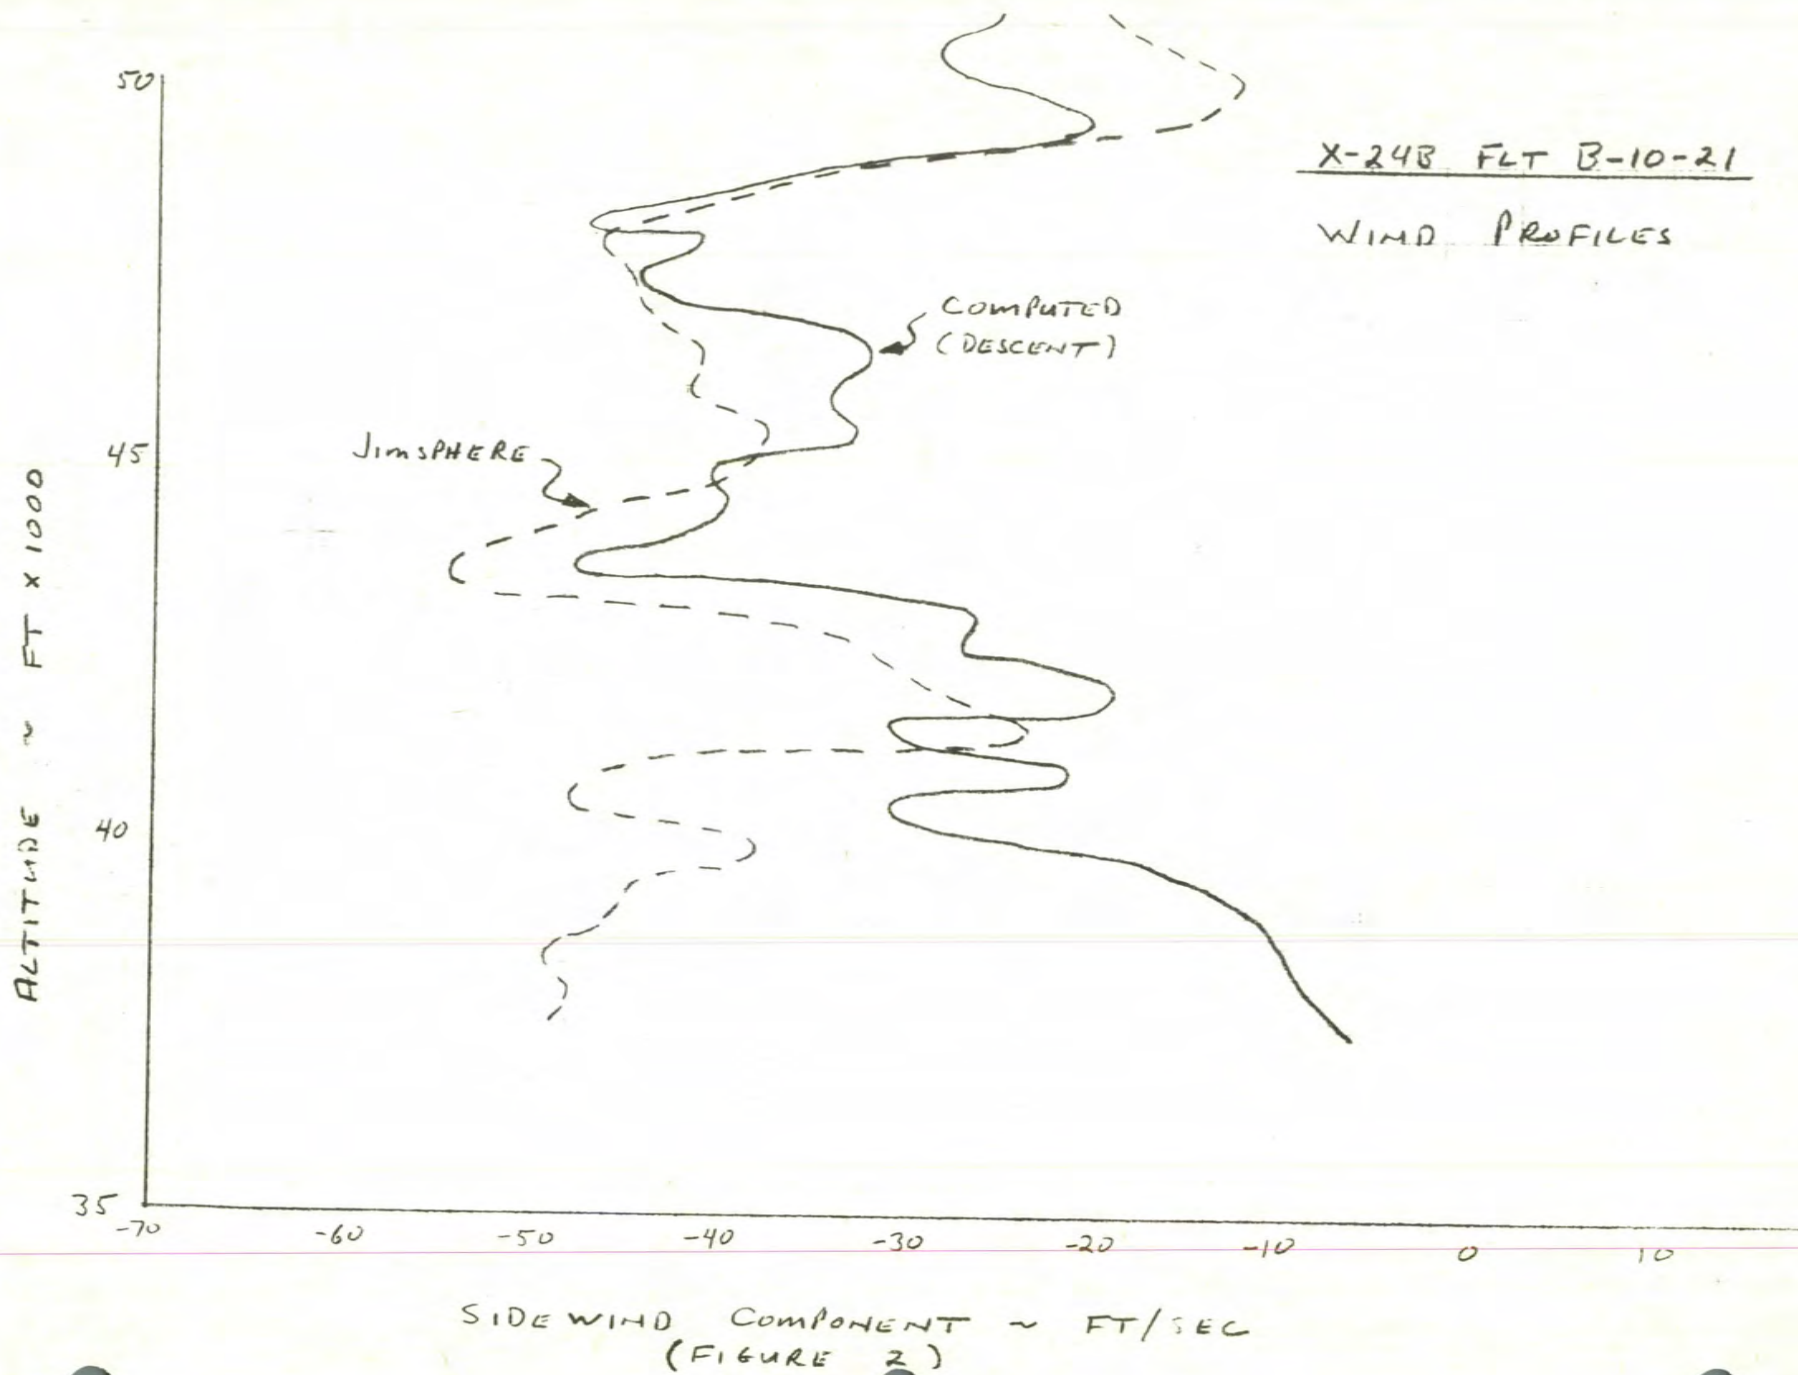 50
X-24B FLT B-10-21
WIND PROFILES
COMPUTED
(DESCENT)
45
JIMSPHERE
ALTITUDE ~ FT X 1000
40
35
-70 -60 -50 -40 -30 -20 -10 0 10
SIDEWIND COMPONENT ~ FT/SEC
(FIGURE 2)